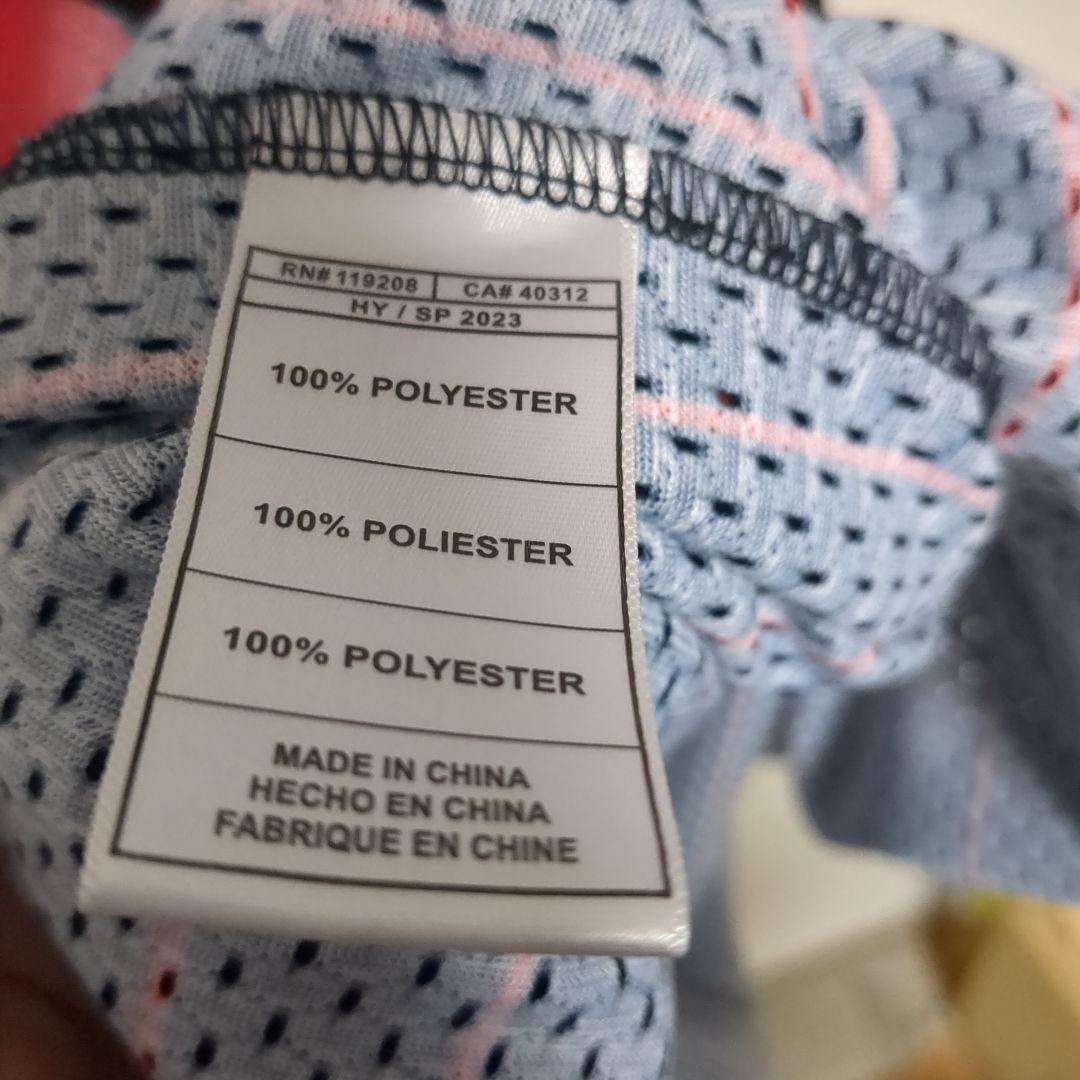 RN# 119208 CA# 40312
HY / SP 2023
100% POLYESTER
100% POLIESTER
100% POLYESTER
MADE IN CHINA
HECHO EN CHINA
FABRIQUE EN CHINE